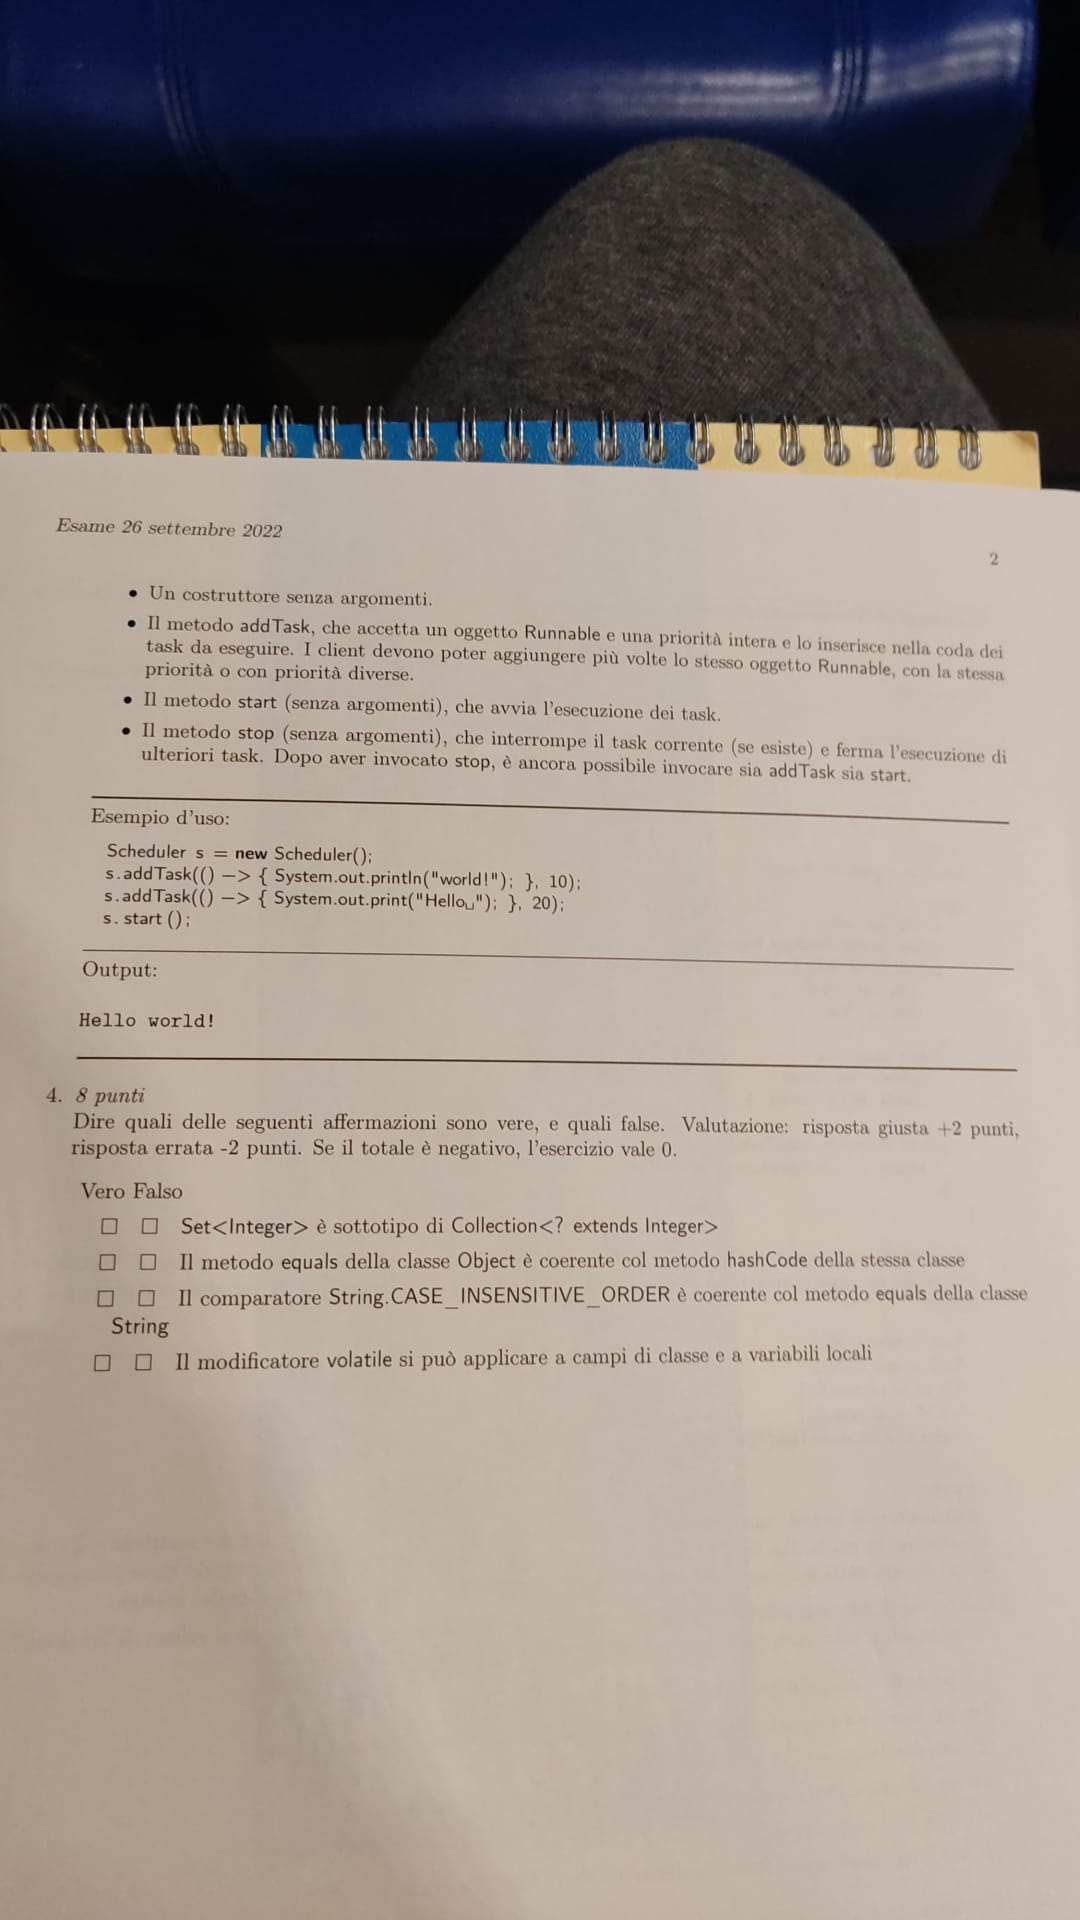 Esame 26 settembre 2022
2
• Un costruttore senza argomenti.
• Il metodo addTask, che accetta un oggetto Runnable e una priorità intera e lo inserisce nella coda dei
task da eseguire. I client devono poter aggiungere più volte lo stesso oggetto Runnable, con la stessa
priorità o con priorità diverse.
• Il metodo start (senza argomenti), che avvia l'esecuzione dei task.
• Il metodo stop (senza argomenti), che interrompe il task corrente (se esiste) e ferma l'esecuzione di
ulteriori task. Dopo aver invocato stop, è ancora possibile invocare sia addTask sia start.
Esempio d'uso:
Scheduler s = new Scheduler();
s.addTask(() −> { System.out.println("world!"); }, 10);
s.addTask(() −> { System.out.print("Hello␣"); }, 20);
s. start ();
Output:
Hello world!
4. 8 punti
Dire quali delle seguenti affermazioni sono vere, e quali false. Valutazione: risposta giusta +2 punti,
risposta errata -2 punti. Se il totale è negativo, l'esercizio vale 0.
Vero Falso
□ □ Set<Integer> è sottotipo di Collection<? extends Integer>
□ □ Il metodo equals della classe Object è coerente col metodo hashCode della stessa classe
□ □ Il comparatore String.CASE_INSENSITIVE_ORDER è coerente col metodo equals della classe
String
□ □ Il modificatore volatile si può applicare a campi di classe e a variabili locali